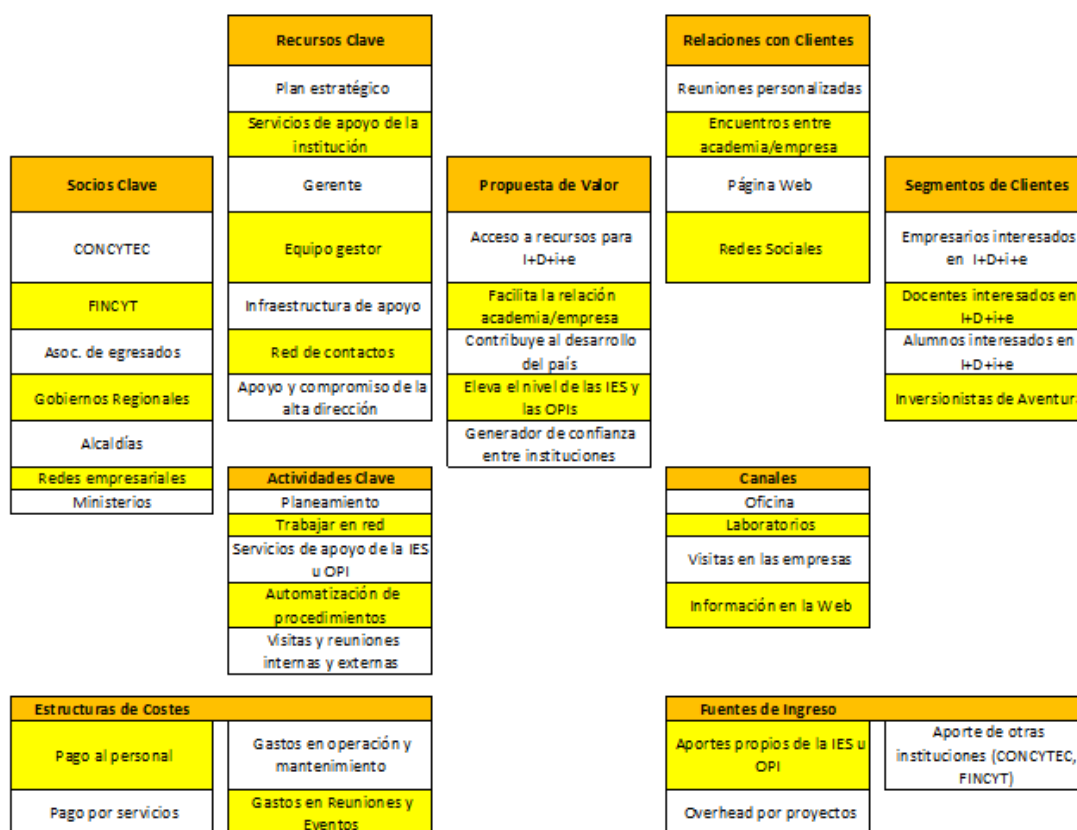 Recursos Clave
Plan estratégico
Servicios de apoyo de la
institución
Gerente
Equipo gestor
Infraestructura de apoyo
Red de contactos
Apoyo y compromiso de la
alta dirección
Relaciones con Clientes
Reuniones personalizadas
Encuentros entre
academia/empresa
Página Web
Redes Sociales
Socios Clave
CONCYTEC
FINCYT
Asoc. de egresados
Gobiernos Regionales
Alcaldías
Redes empresariales
Ministerios
Propuesta de Valor
Acceso a recursos para
I+D+i+e
Facilita la relación
academia/empresa
Contribuye al desarrollo
del país
Eleva el nivel de las IES y
las OPIs
Generador de confianza
entre instituciones
Segmentos de Clientes
Empresarios interesados
en I+D+i+e
Docentes interesados en
I+D+i+e
Alumnos interesados en
I+D+i+e
Inversionistas de Aventura
Actividades Clave
Planeamiento
Trabajar en red
Servicios de apoyo de la IES
u OPI
Automatización de
procedimientos
Visitas y reuniones
internas y externas
Canales
Oficina
Laboratorios
Visitas en las empresas
Información en la Web
Estructuras de Costes
Pago al personal
Gastos en operación y
mantenimiento
Pago por servicios
Gastos en Reuniones y
Eventos
Fuentes de Ingreso
Aportes propios de la IES u
OPI
Aporte de otras
instituciones (CONCYTEC,
FINCYT)
Overhead por proyectos